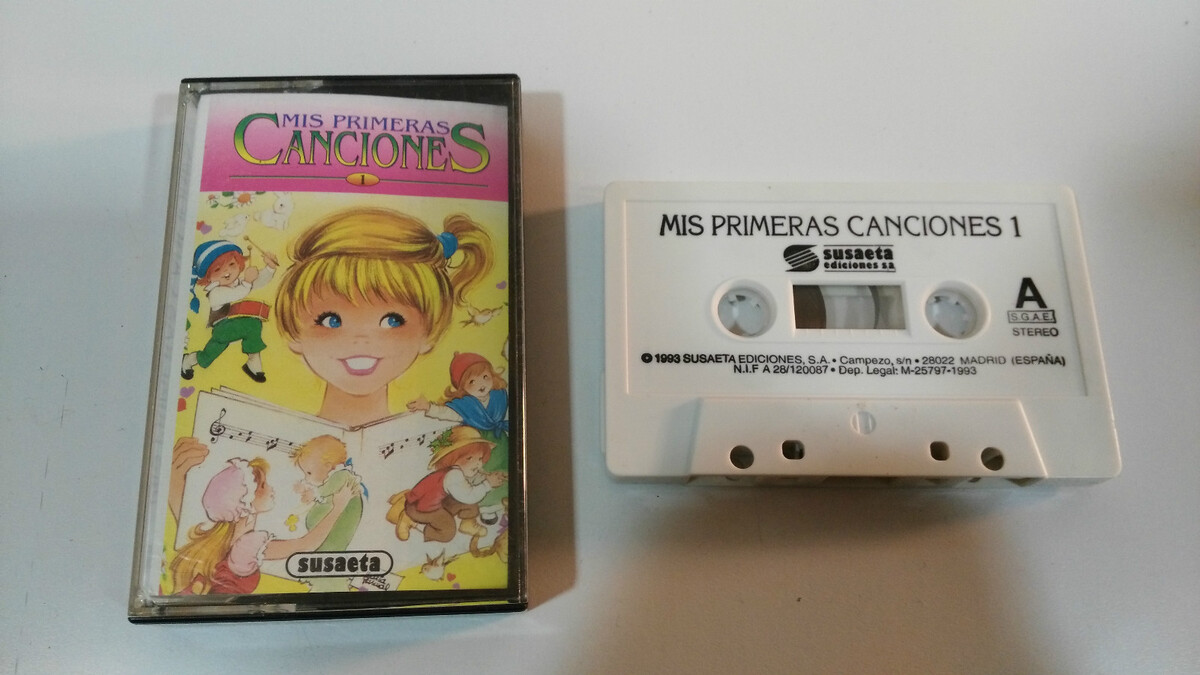 MIS PRIMERAS
CANCIONES
1
susaeta
MIS PRIMERAS CANCIONES 1
susaeta
ediciones s.a.
A
S.G.A.E.
STEREO
℗ 1993 SUSAETA EDICIONES, S.A. • Campezo, s/n • 28022 MADRID (ESPAÑA)
N.I.F A 28/120087 • Dep. Legal: M-25797-1993